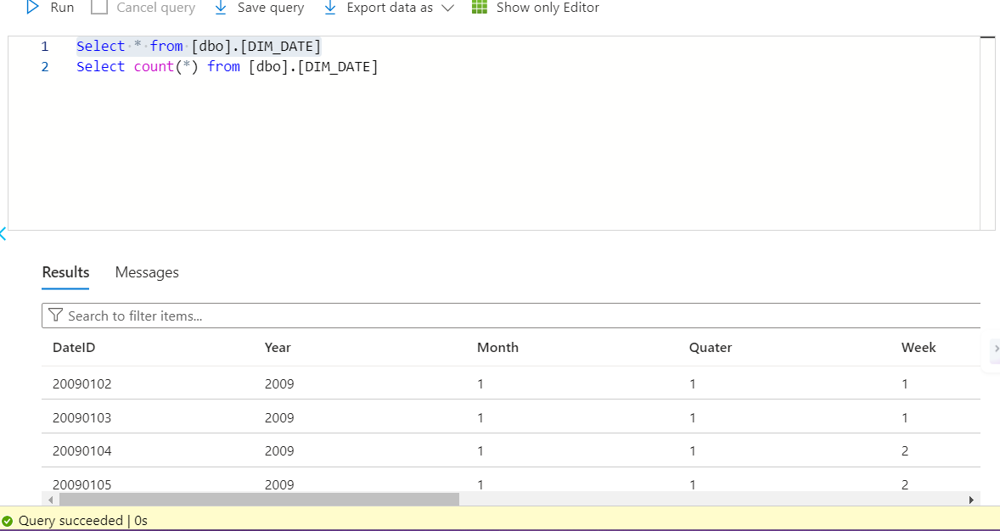 Run Cancel query Save query Export data as Show only Editor
1 Select * from [dbo].[DIM_DATE]
2 Select count(*) from [dbo].[DIM_DATE]
Results Messages
Search to filter items...
DateID Year Month Quater Week
20090102 2009 1 1 1
20090103 2009 1 1 1
20090104 2009 1 1 2
20090105 2009 1 1 2
Query succeeded | 0s